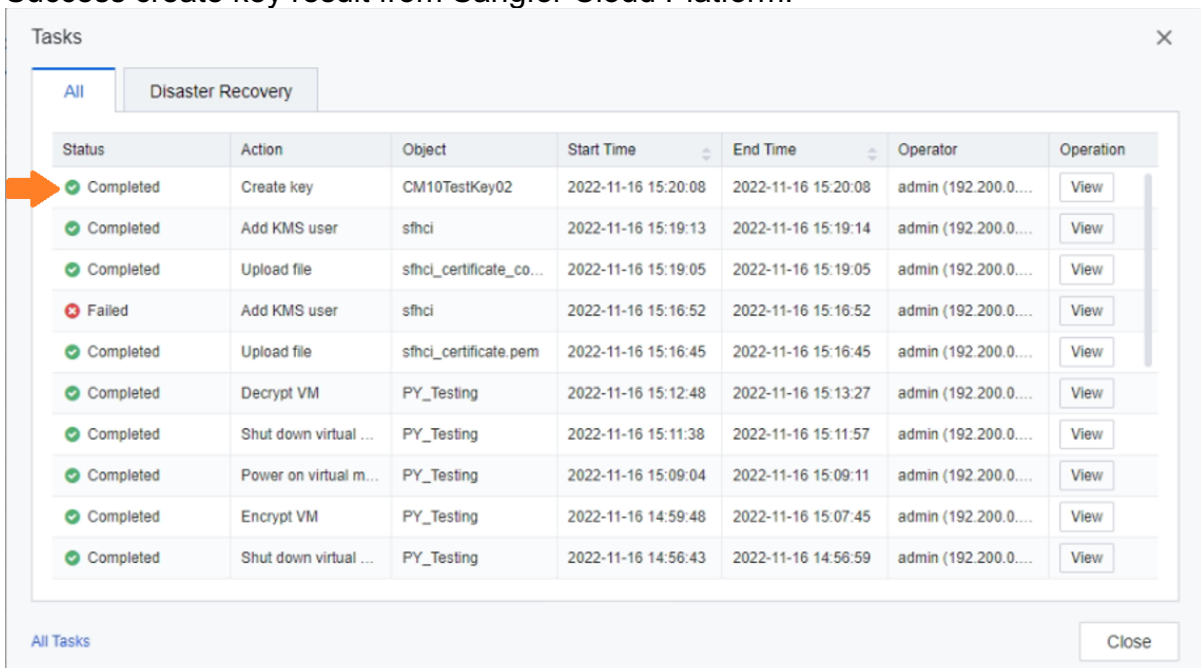 Success create key result from Sangfor Cloud Platform.
Tasks
All Disaster Recovery
Status Action Object Start Time End Time Operator Operation
Completed Create key CM10TestKey02 2022-11-16 15:20:08 2022-11-16 15:20:08 admin (192.200.0.... View
Completed Add KMS user sfhci 2022-11-16 15:19:13 2022-11-16 15:19:14 admin (192.200.0.... View
Completed Upload file sfhci_certificate_co... 2022-11-16 15:19:05 2022-11-16 15:19:05 admin (192.200.0.... View
Failed Add KMS user sfhci 2022-11-16 15:16:52 2022-11-16 15:16:52 admin (192.200.0.... View
Completed Upload file sfhci_certificate.pem 2022-11-16 15:16:45 2022-11-16 15:16:45 admin (192.200.0.... View
Completed Decrypt VM PY_Testing 2022-11-16 15:12:48 2022-11-16 15:13:27 admin (192.200.0.... View
Completed Shut down virtual ... PY_Testing 2022-11-16 15:11:38 2022-11-16 15:11:57 admin (192.200.0.... View
Completed Power on virtual m... PY_Testing 2022-11-16 15:09:04 2022-11-16 15:09:11 admin (192.200.0.... View
Completed Encrypt VM PY_Testing 2022-11-16 14:59:48 2022-11-16 15:07:45 admin (192.200.0.... View
Completed Shut down virtual ... PY_Testing 2022-11-16 14:56:43 2022-11-16 14:56:59 admin (192.200.0.... View
All Tasks Close